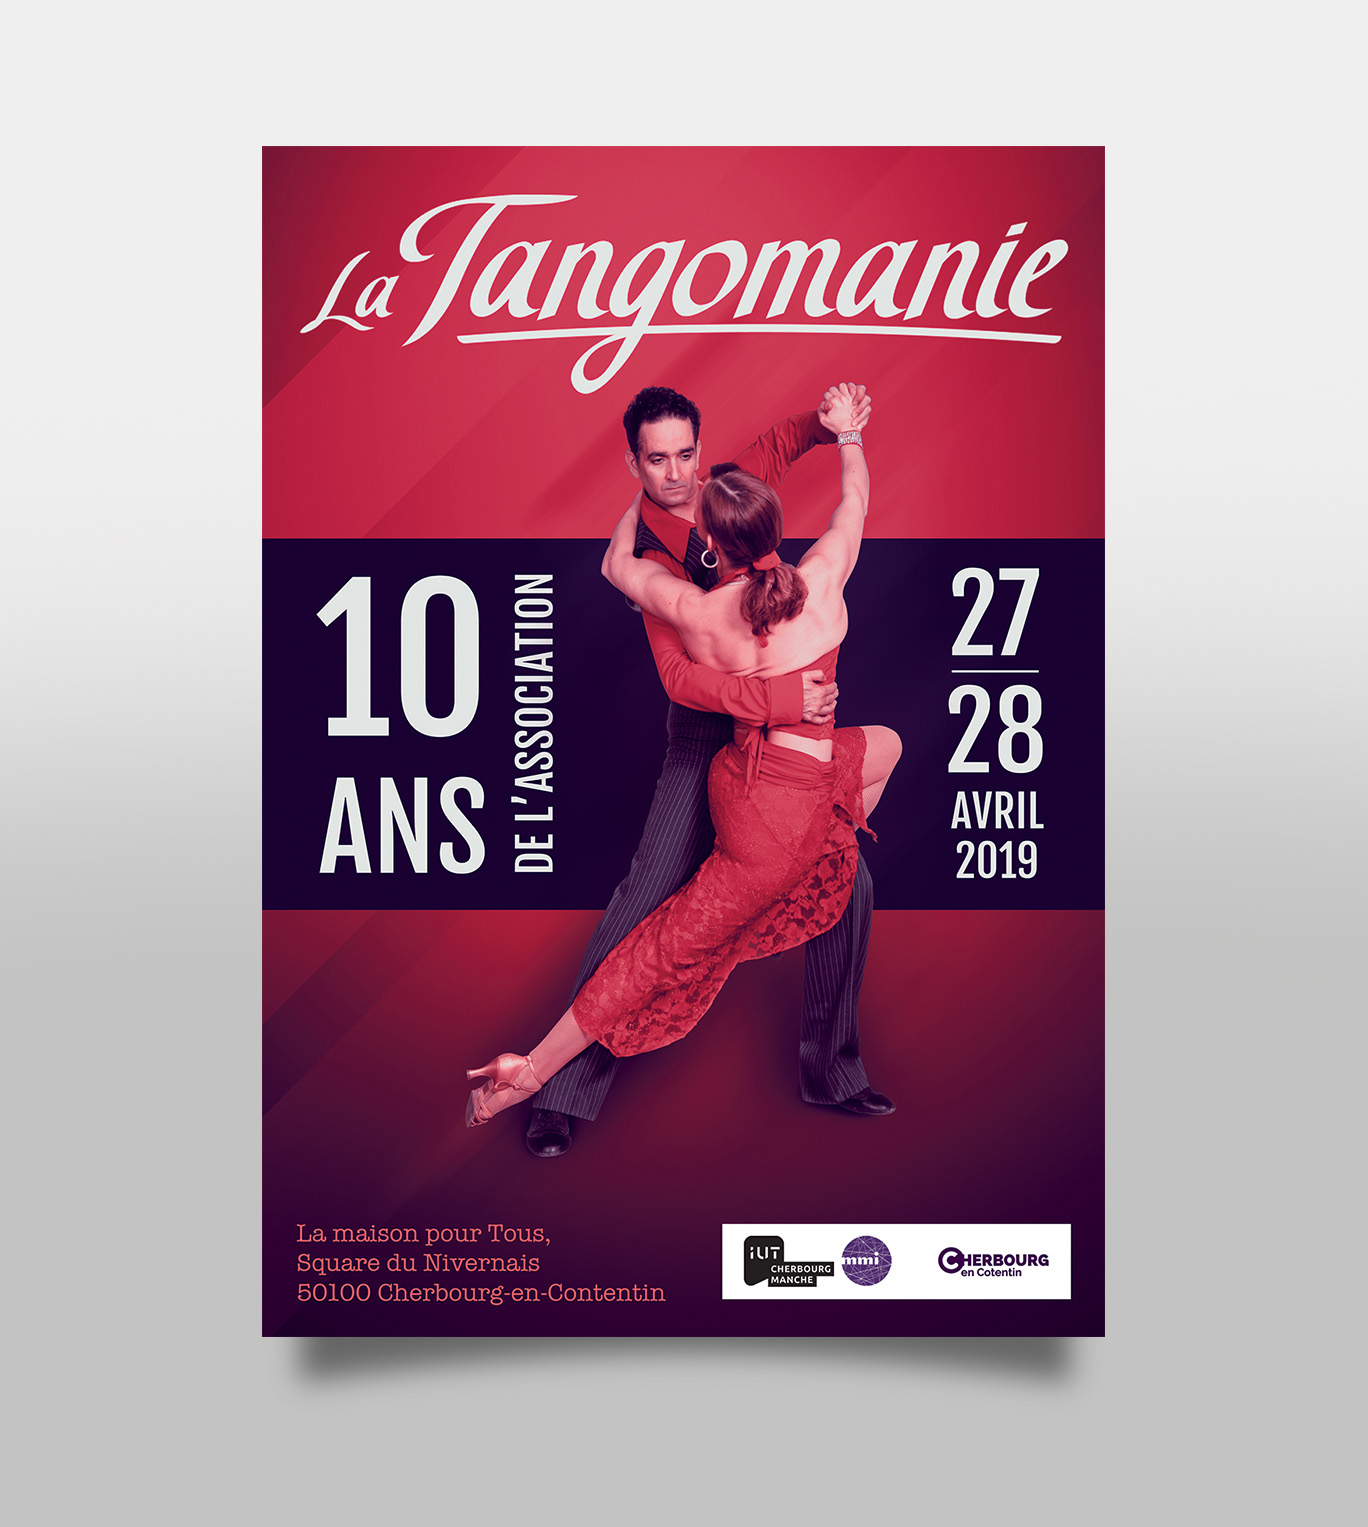 La Tangomanie
10
ANS
DE L'ASSOCIATION
27
28
AVRIL
2019
La maison pour Tous,
Square du Nivernais
50100 Cherbourg-en-Contentin
iUT
CHERBOURG
MANCHE
mmi
CHERBOURG
en Cotentin